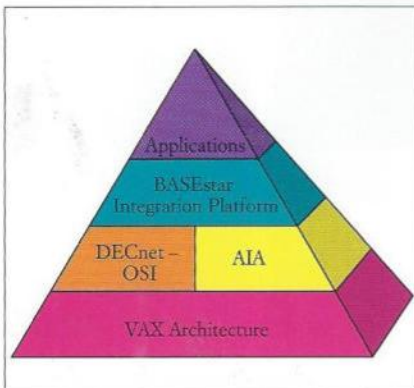 Applications
BASEstar
Integration Platform
DECnet –
OSI
AIA
VAX Architecture